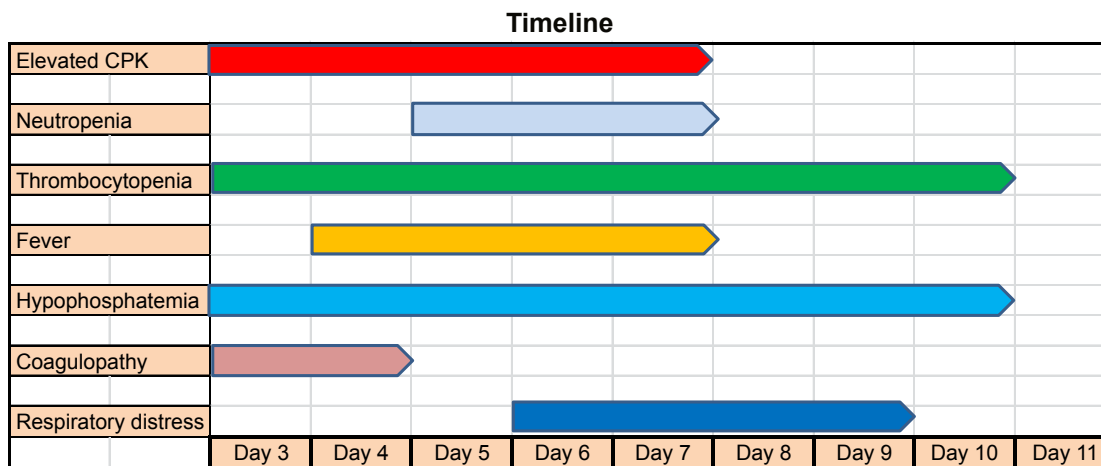 Timeline
Elevated CPK
Neutropenia
Thrombocytopenia
Fever
Hypophosphatemia
Coagulopathy
Respiratory distress
Day 3 Day 4 Day 5 Day 6 Day 7 Day 8 Day 9 Day 10 Day 11